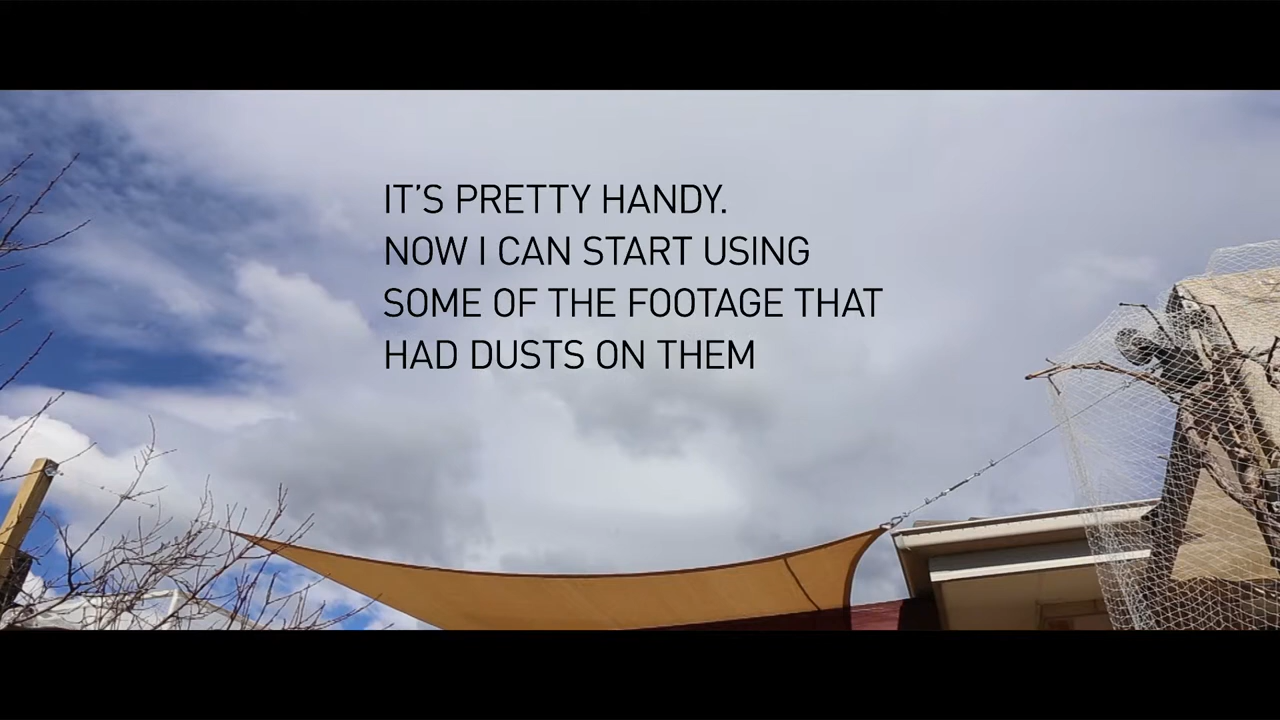 IT’S PRETTY HANDY.
NOW I CAN START USING
SOME OF THE FOOTAGE THAT
HAD DUSTS ON THEM